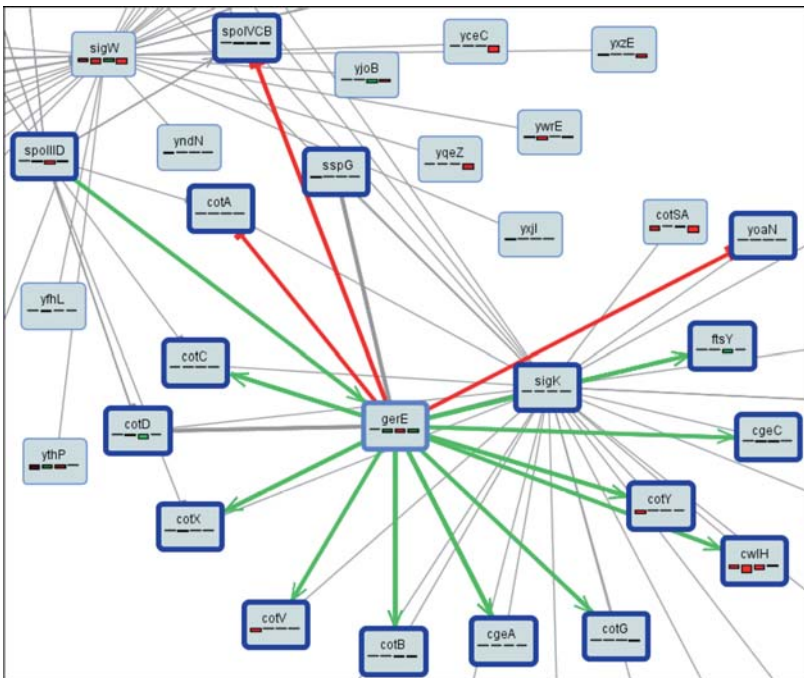 spoIVCB
sigW
yceC
yxzE
yjoB
ywrE
yndN
spoIIID
sspG
yqeZ
cotA
cotSA
yxjI
yoaN
yfhL
ftsY
cotC
sigK
gerE
cotD
cgeC
ythP
cotY
cotX
cwlH
cotV
cotG
cotB
cgeA